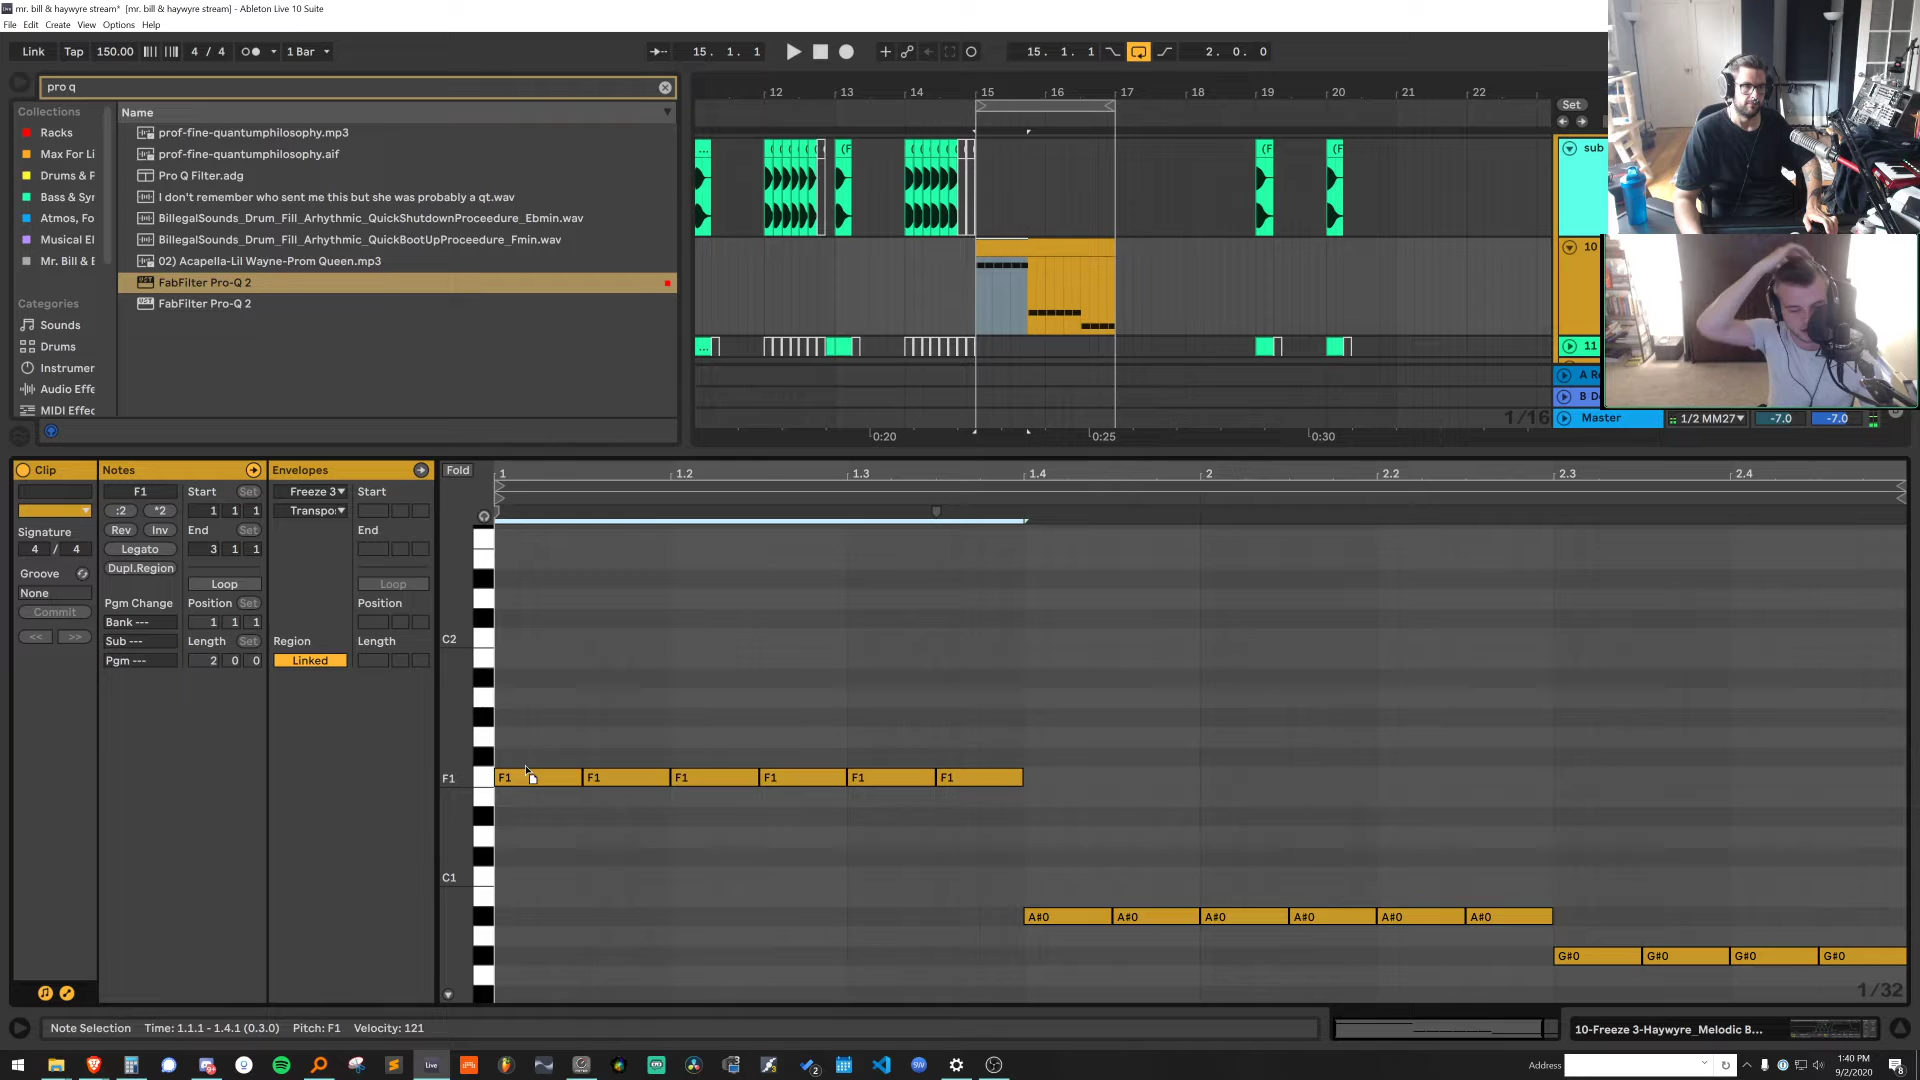 mr. bill & haywyre stream* [mr. bill & haywyre stream] - Ableton Live 10 Suite
File Edit Create View Options Help
Link Tap 150.00 4 / 4 1 Bar 15. 1. 1 15. 1. 1 2. 0. 0
pro q
Collections Name
Racks prof-fine-quantumphilosophy.mp3
Max For Li prof-fine-quantumphilosophy.aif
Drums & P Pro Q Filter.adg
Bass & Syr I don't remember who sent me this but she was probably a qt.wav
Atmos, Fo BillegalSounds_Drum_Fill_Arhythmic_QuickShutdownProceedure_Ebmin.wav
Musical El BillegalSounds_Drum_Fill_Arhythmic_QuickBootUpProceedure_Fmin.wav
Mr. Bill & E 02) Acapella-Lil Wayne-Prom Queen.mp3
FabFilter Pro-Q 2
Categories FabFilter Pro-Q 2
Sounds
Drums
Instrumer
Audio Effe
MIDI Effec
12 13 14 15 16 17 18 19 20 21 22
Set
sub
10
11
A Re
B De
1/16
Master 1/2 MM27 -7.0 -7.0
0:20 0:25 0:30
Clip Notes Envelopes Fold 1 1.2 1.3 1.4 2 2.2 2.3 2.4
F1 Start Set Freeze 3 Start
:2 *2 1 1 1 Transpo:
Signature Rev Inv End Set End
4 / 4 Legato 3 1 1
Groove Dupl.Region
None Loop Loop
Commit Pgm Change Position Set Position
<< >> Bank --- 1 1 1
Sub --- Length Set Region Length
Pgm --- 2 0 0 Linked
C2
F1 F1 F1 F1 F1 F1 F1
C1
A#0 A#0 A#0 A#0 A#0 A#0
G#0 G#0 G#0 G#0
1/32
Note Selection Time: 1.1.1 - 1.4.1 (0.3.0) Pitch: F1 Velocity: 121
10-Freeze 3-Haywyre_Melodic B...
Live
Address
1:40 PM
9/2/2020